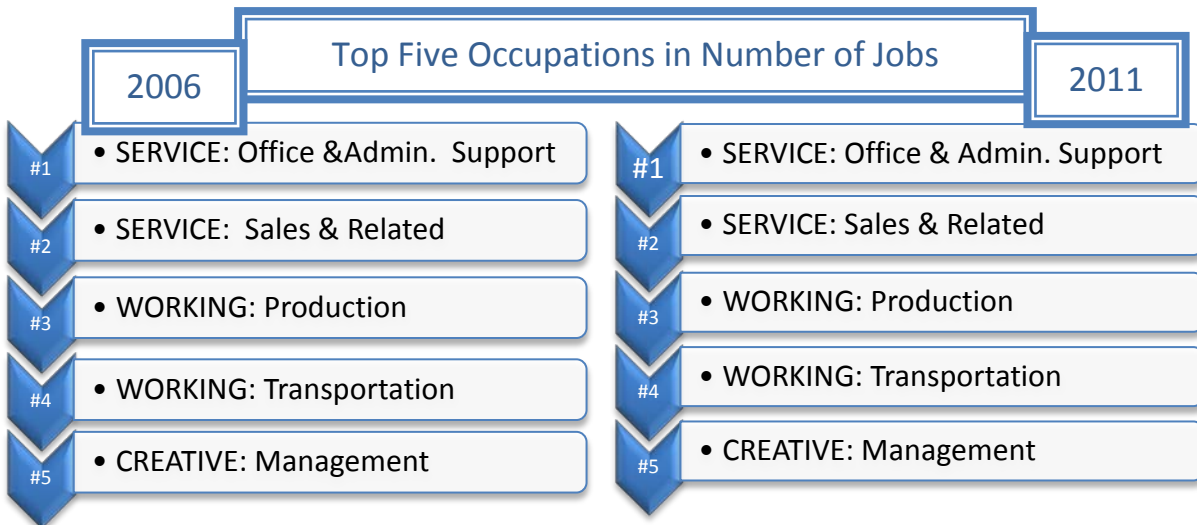 Top Five Occupations in Number of Jobs
2006
#1 • SERVICE: Office &Admin.  Support
#2 • SERVICE:  Sales & Related
#3 • WORKING: Production
#4 • WORKING: Transportation
#5 • CREATIVE: Management
2011
#1 • SERVICE: Office & Admin. Support
#2 • SERVICE: Sales & Related
#3 • WORKING: Production
#4 • WORKING: Transportation
#5 • CREATIVE: Management